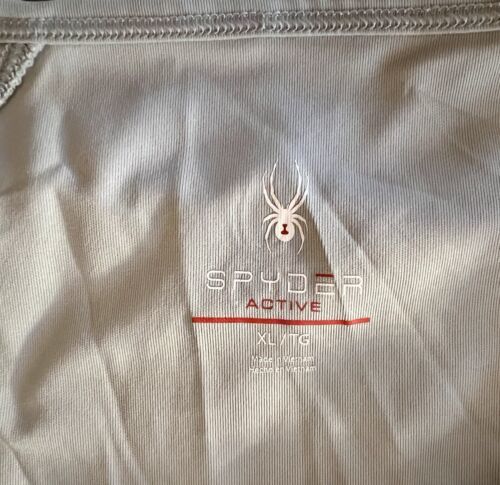 SPYDER
ACTIVE
XL / TG
Made in Vietnam
Hecho en Vietnam